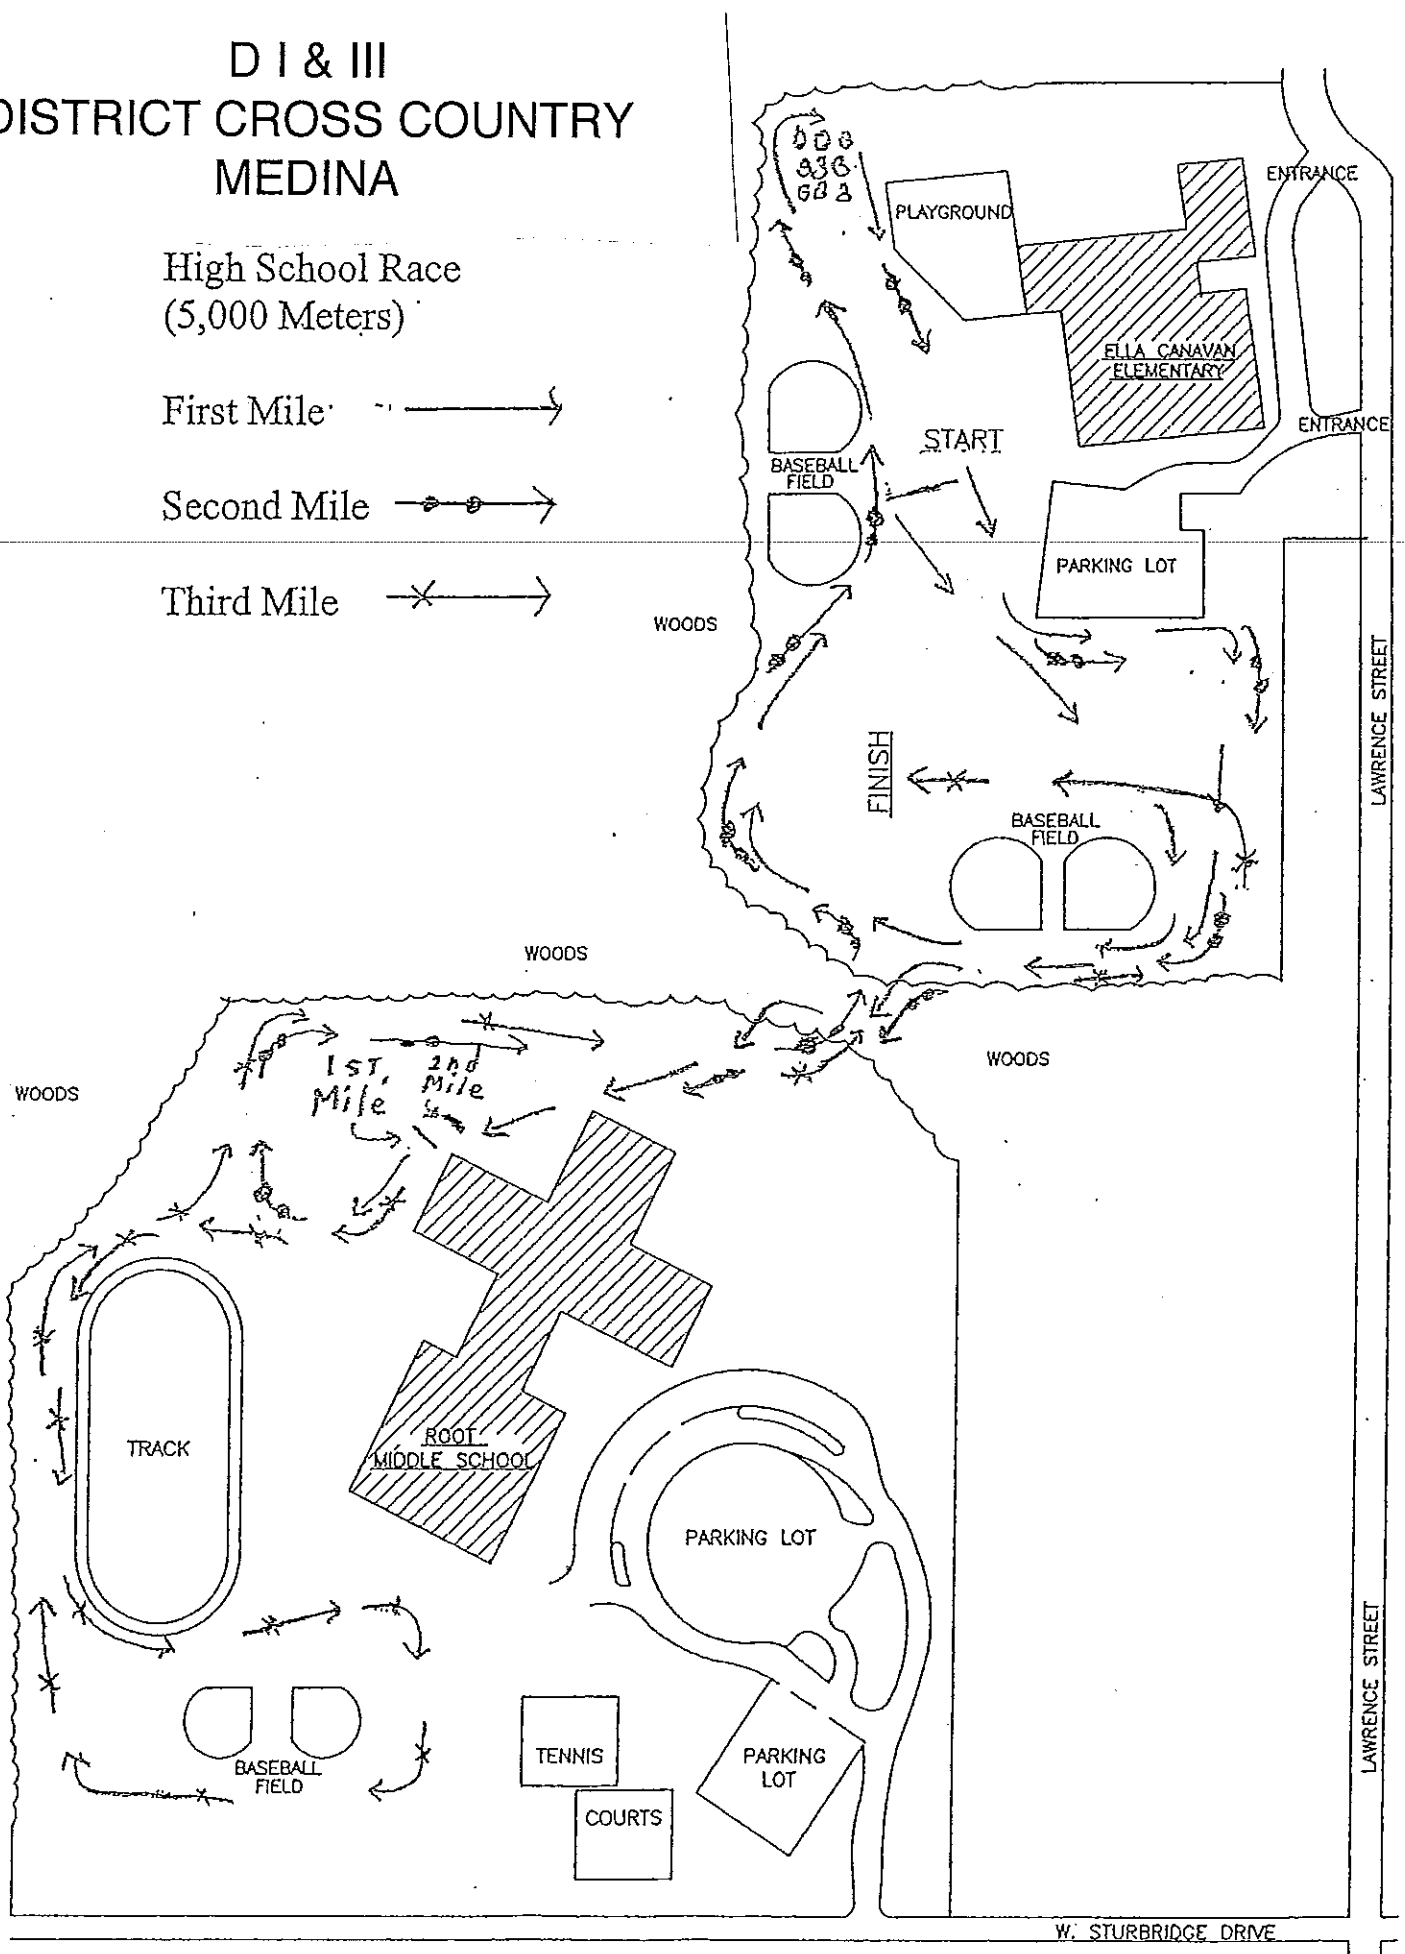 D I & III
DISTRICT CROSS COUNTRY
MEDINA
High School Race
(5,000 Meters)
First Mile
Second Mile
Third Mile
ENTRANCE
PLAYGROUND
ELLA CANAVAN
ELEMENTARY
ENTRANCE
START
BASEBALL
FIELD
PARKING LOT
WOODS
LAWRENCE STREET
FINISH
BASEBALL
FIELD
WOODS
WOODS
WOODS
1ST.
Mile
2nd
Mile
TRACK
ROOT
MIDDLE SCHOOL
PARKING LOT
BASEBALL
FIELD
TENNIS
COURTS
PARKING
LOT
LAWRENCE STREET
W. STURBRIDGE DRIVE